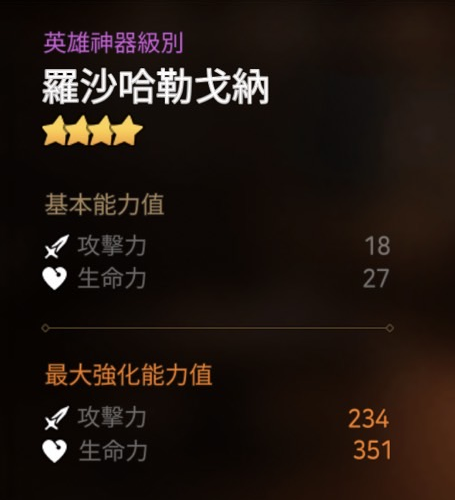 英雄神器級別
羅沙哈勒戈納
基本能力值
攻擊力 18
生命力 27
最大強化能力值
攻擊力 234
生命力 351